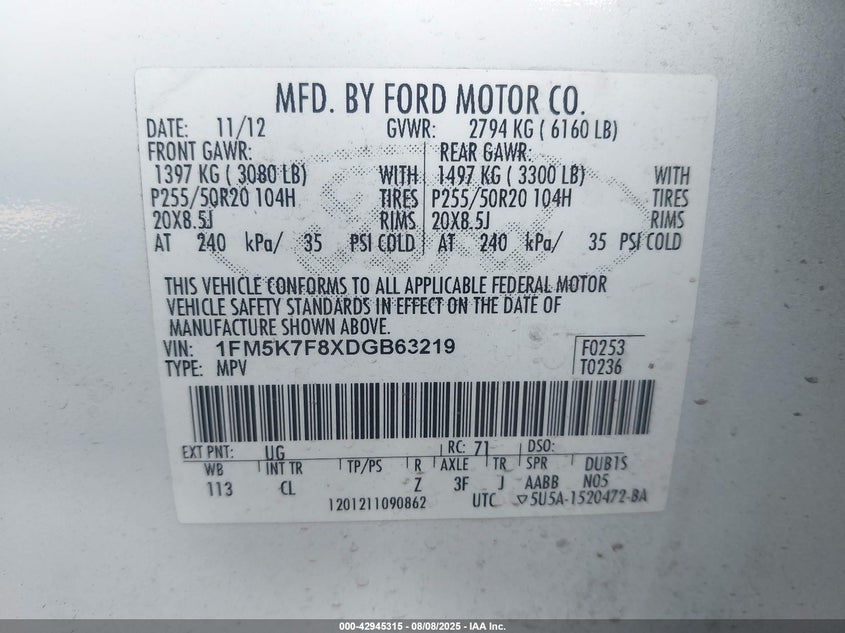 MFD. BY FORD MOTOR CO.
DATE: 11/12 GVWR: 2794 KG ( 6160 LB)
FRONT GAWR: REAR GAWR:
1397 KG ( 3080 LB) WITH 1497 KG ( 3300 LB) WITH
P255/50R20 104H TIRES P255/50R20 104H TIRES
20X8.5J RIMS 20X8.5J RIMS
AT 240 kPa/ 35 PSI COLD AT 240 kPa/ 35 PSI COLD
THIS VEHICLE CONFORMS TO ALL APPLICABLE FEDERAL MOTOR
VEHICLE SAFETY STANDARDS IN EFFECT ON THE DATE OF
MANUFACTURE SHOWN ABOVE.
VIN: 1FM5K7F8XDGB63219 F0253
TYPE: MPV T0236
EXT PNT: UG RC: 71 DSO:
WB INT TR TP/PS R AXLE TR SPR DUB1S
113 CL Z 3F J AABB N05
1201211090862 UTC ▽5U5A-1520472-BA
000-42945315 - 08/08/2025 - IAA Inc.